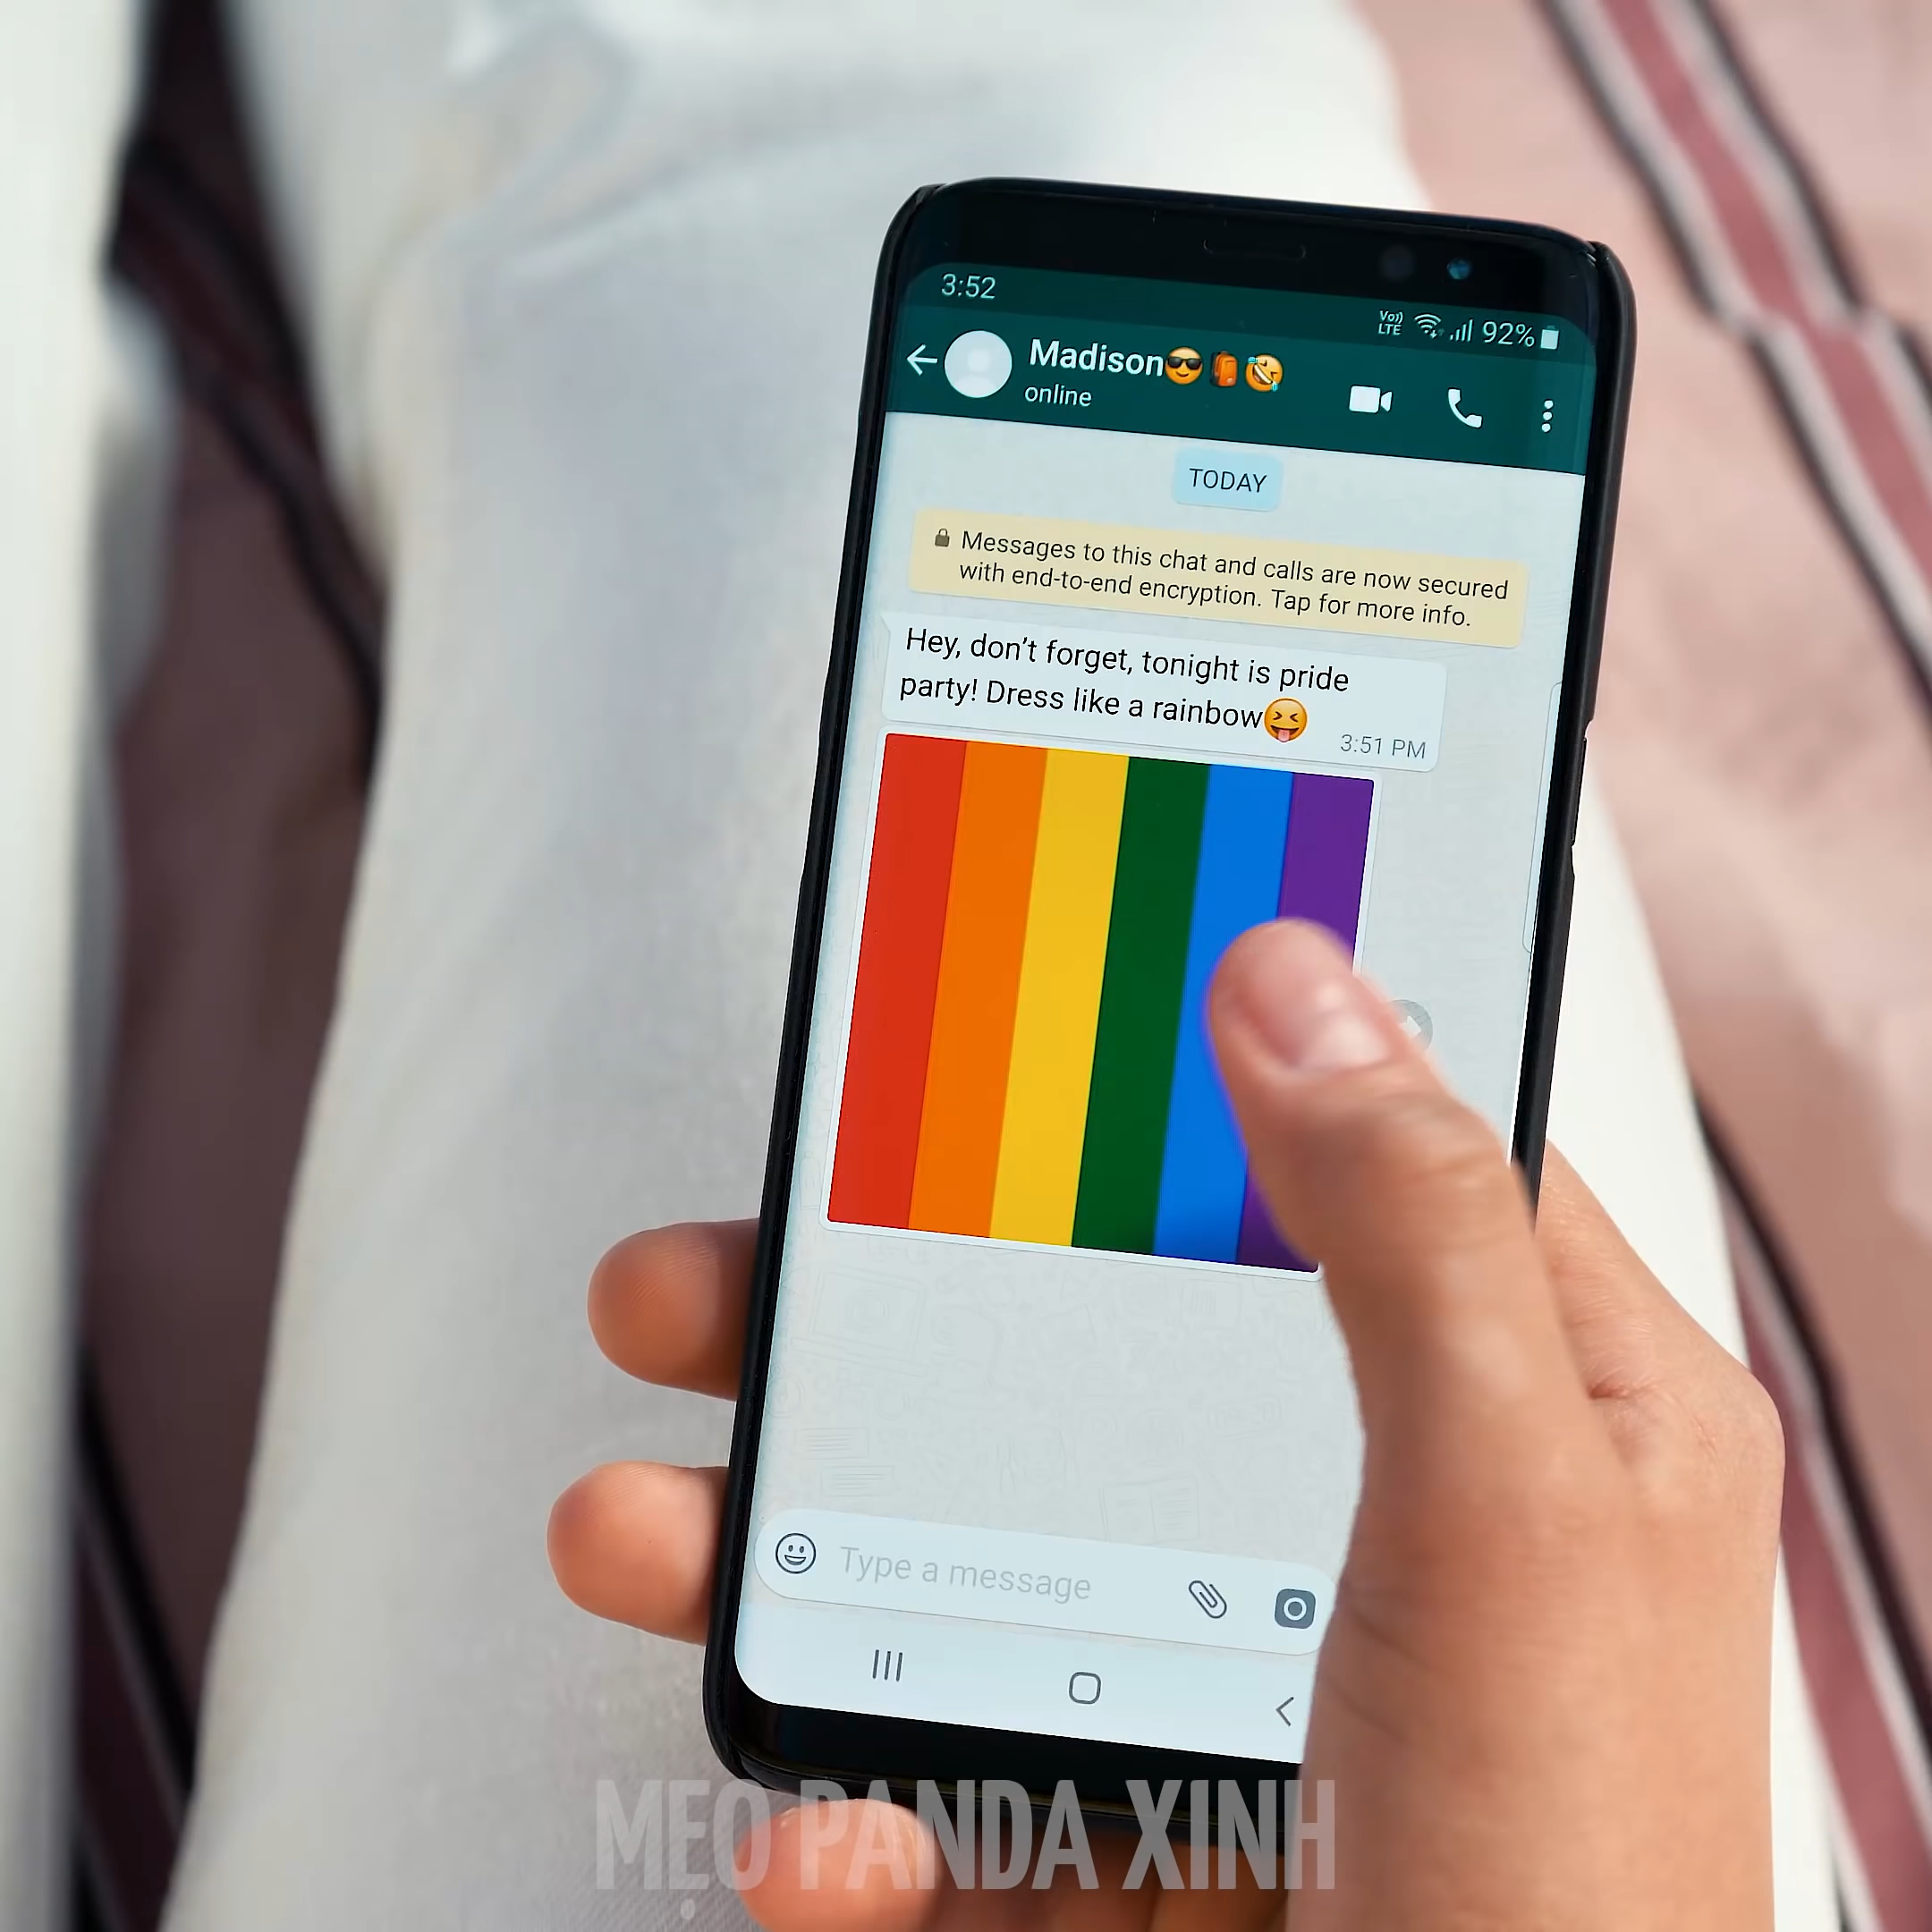 3:52
Vo)) LTE
92%
Madison😎🎒🤣
online
TODAY
Messages to this chat and calls are now secured
with end-to-end encryption. Tap for more info.
Hey, don't forget, tonight is pride
party! Dress like a rainbow😝
3:51 PM
Type a message
MẸO PANDA XINH